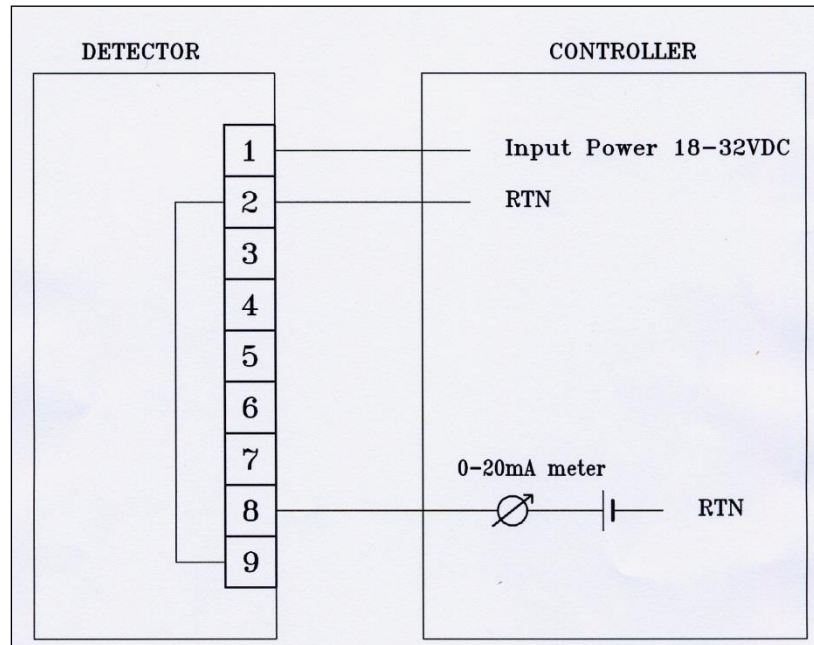 DETECTOR CONTROLLER
1 Input Power 18-32VDC
2 RTN
3
4
5
6
7
0-20mA meter
8 RTN
9